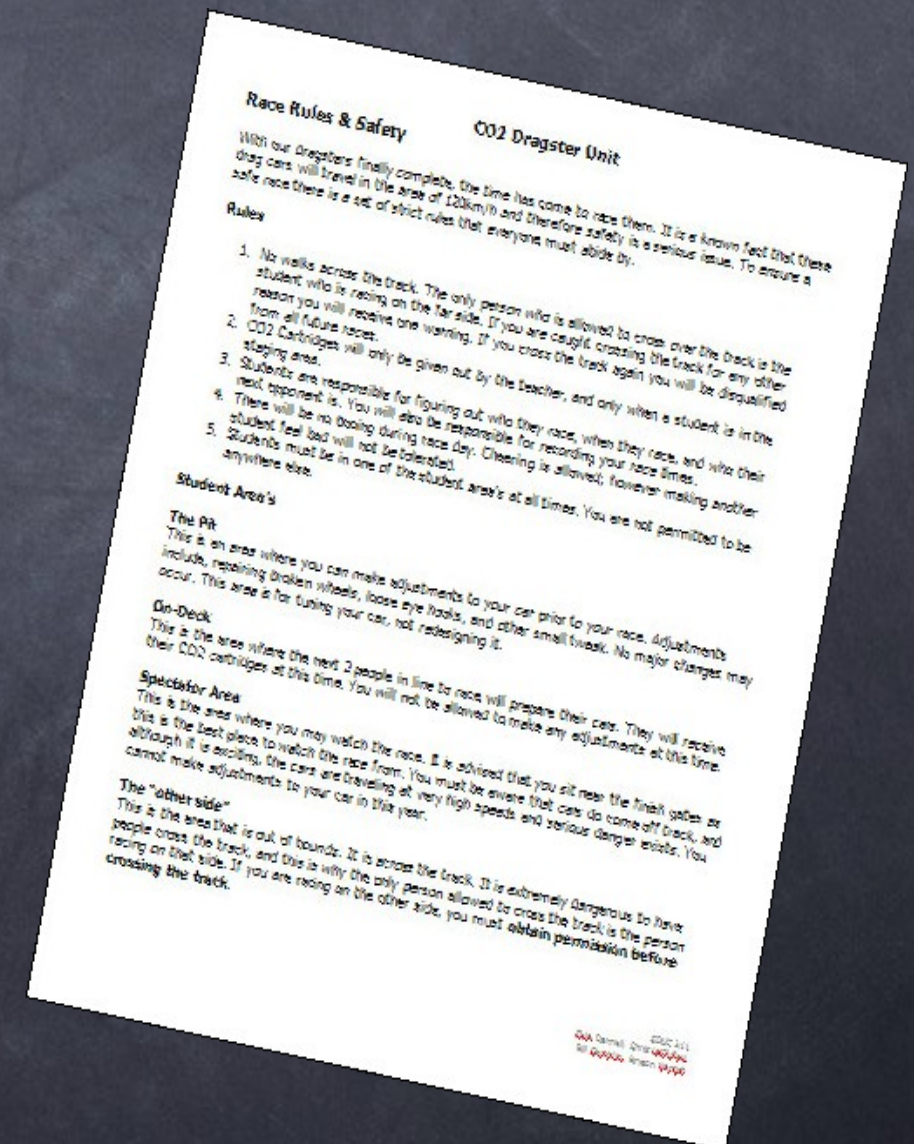 Race Rules & Safety CO2 Dragster Unit
With our Dragsters finally complete, the time has come to race them. It is a known fact that these
drag cars will travel in the area of 120km/h and therefore safety is a serious issue. To ensure a
safe race there is a set of strict rules that everyone must abide by.
Rules
1. No walks across the track. The only person who is allowed to cross over the track is the
student who is racing on the far side. If you are caught crossing the track for any other
reason you will receive one warning. If you cross the track again you will be disqualified
from all future races.
2. CO2 Cartridges will only be given out by the teacher, and only when a student is in the
staging area.
3. Students are responsible for figuring out who they race, when they race, and who their
next opponent is. You will also be responsible for recording your race times.
4. There will be no booing during race day. Cheering is allowed; however making another
student feel bad will not be tolerated.
5. Students must be in one of the student area's at all times. You are not permitted to be
anywhere else.
Student Area's
The Pit
This is an area where you can make adjustments to your car prior to your race. Adjustments
include, repairing broken wheels, loose eye hooks, and other small tweak. No major changes may
occur. This area is for tuning your car, not redesigning it.
On-Deck
This is the area where the next 2 people in line to race will prepare their cars. They will receive
their CO2 cartridges at this time. You will not be allowed to make any adjustments at this time.
Spectator Area
This is the area where you may watch the race. It is advised that you sit near the finish gates as
this is the best place to watch the race from. You must be aware that cars do come off track, and
although it is exciting, the cars are traveling at very high speeds and serious danger exists. You
cannot make adjustments to your car in this year.
The "other side"
This is the area that is out of bounds. It is across the track. It is extremely dangerous to have
people cross the track, and this is why the only person allowed to cross the track is the person
racing on that side. If you are racing on the other side, you must obtain permission before
crossing the track.